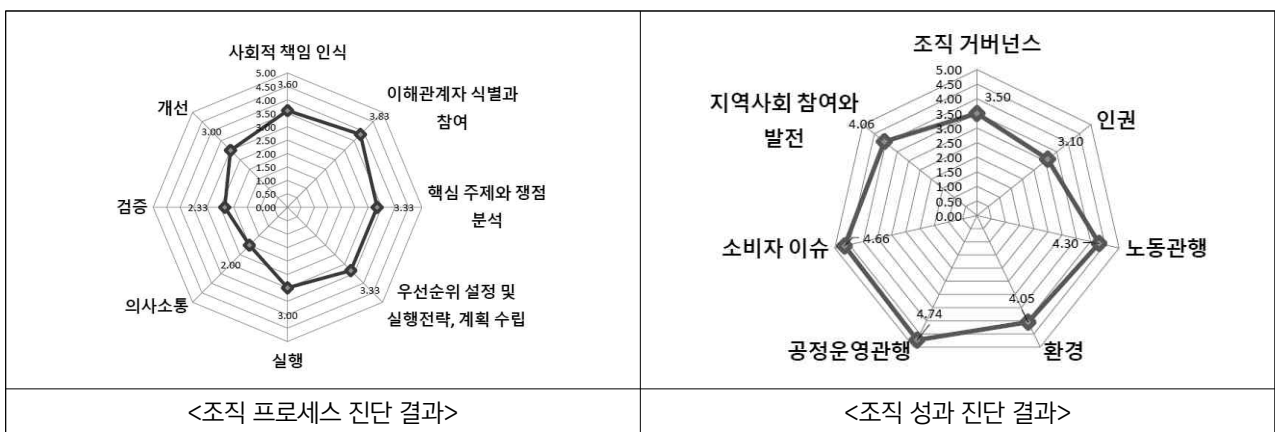 사회적 책임 인식
5.00
4.50
4.00
3.50
3.00
2.50
2.00
1.50
1.00
0.50
0.00
3.60
이해관계자 식별과
참여
3.83
핵심 주제와 쟁점
분석
3.33
우선순위 설정 및
실행전략, 계획 수립
3.33
실행
3.00
의사소통
2.00
검증
2.33
개선
3.00
<조직 프로세스 진단 결과>
조직 거버넌스
5.00
4.50
4.00
3.50
3.00
2.50
2.00
1.50
1.00
0.50
0.00
3.50
인권
3.10
노동관행
4.30
환경
4.05
공정운영관행
4.74
소비자 이슈
4.66
지역사회 참여와
발전
4.06
<조직 성과 진단 결과>